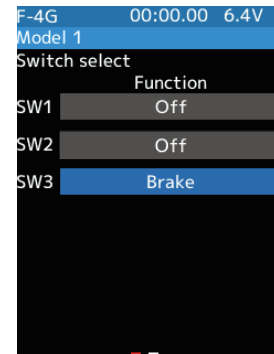 F-4G 00:00.00 6.4V
Model 1
Switch select
Function
SW1 Off
SW2 Off
SW3 Brake